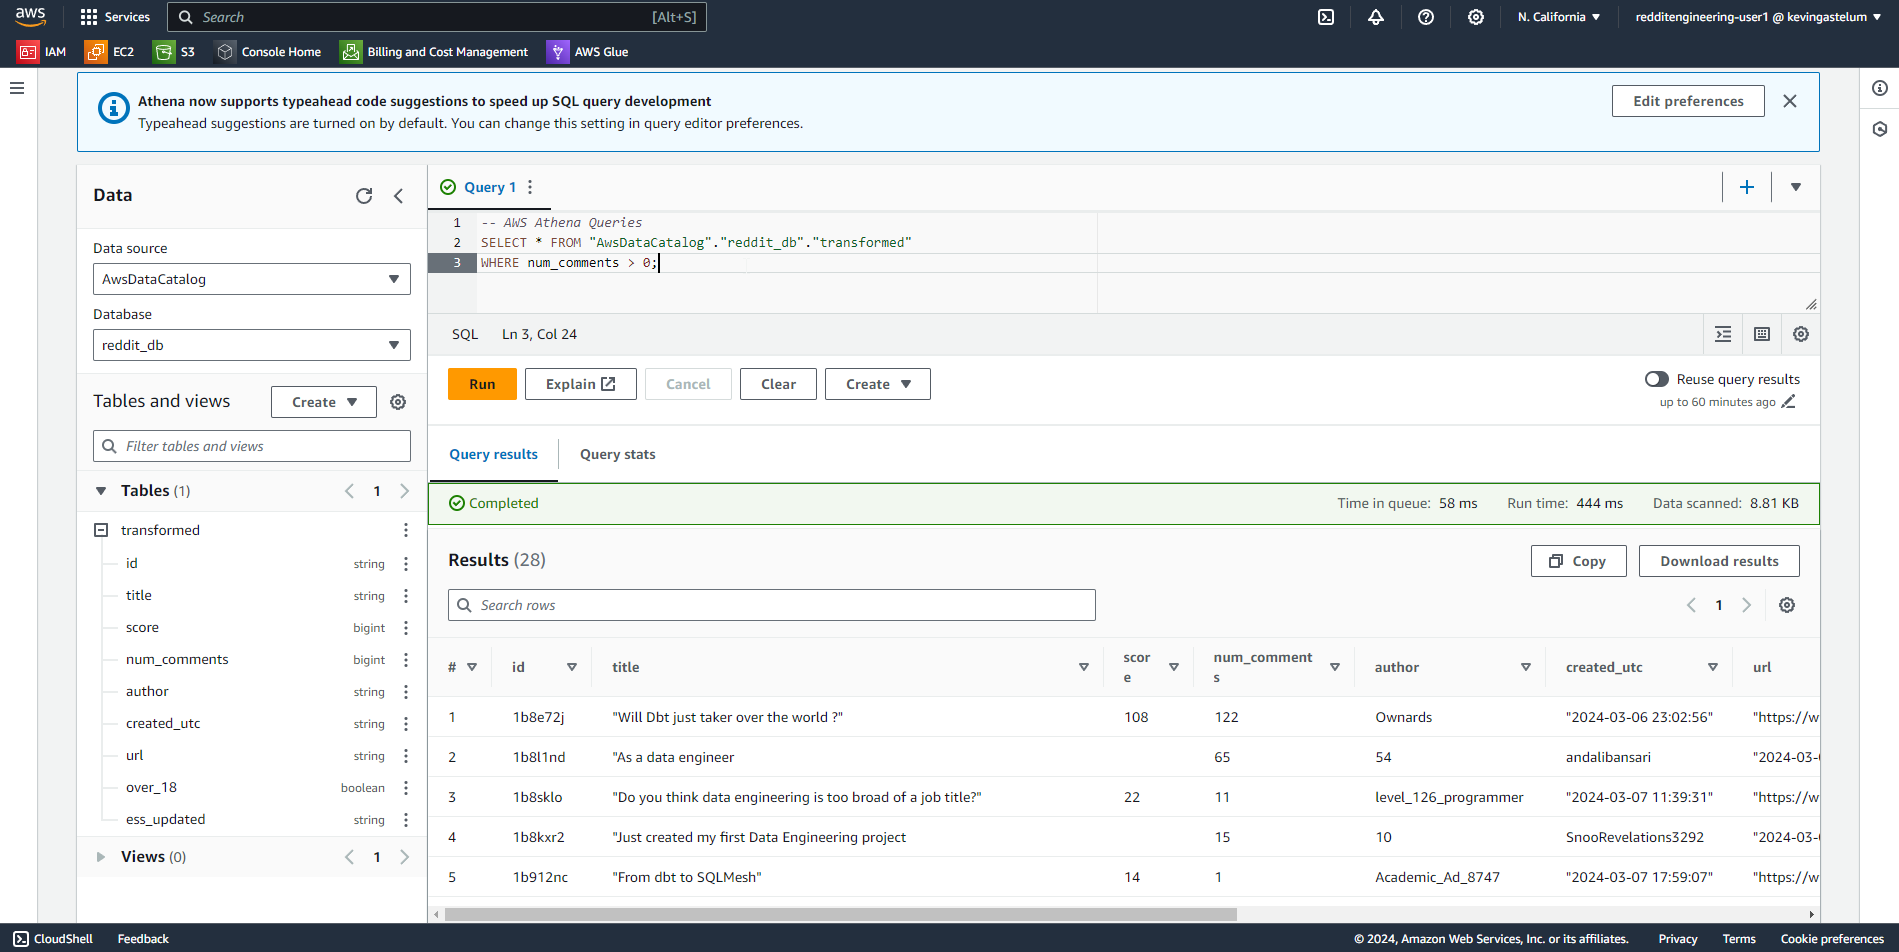 aws
Services
Search
[Alt+S]
N. California
redditengineering-user1 @ kevingastelum
IAM
EC2
S3
Console Home
Billing and Cost Management
AWS Glue
Athena now supports typeahead code suggestions to speed up SQL query development
Typeahead suggestions are turned on by default. You can change this setting in query editor preferences.
Edit preferences
Data
Data source
AwsDataCatalog
Database
reddit_db
Tables and views
Create
Filter tables and views
Tables (1)
1
transformed
id string
title string
score bigint
num_comments bigint
author string
created_utc string
url string
over_18 boolean
ess_updated string
Views (0)
1
Query 1
1 -- AWS Athena Queries
2 SELECT * FROM "AwsDataCatalog"."reddit_db"."transformed"
3 WHERE num_comments > 0;
SQL Ln 3, Col 24
Run
Explain
Cancel
Clear
Create
Reuse query results
up to 60 minutes ago
Query results
Query stats
Completed
Time in queue: 58 ms Run time: 444 ms Data scanned: 8.81 KB
Results (28)
Copy
Download results
Search rows
1
# id title score num_comments author created_utc url
1 1b8e72j "Will Dbt just taker over the world ?" 108 122 Ownards "2024-03-06 23:02:56" "https://w
2 1b8l1nd "As a data engineer 65 54 andalibansari "2024-03-
3 1b8sklo "Do you think data engineering is too broad of a job title?" 22 11 level_126_programmer "2024-03-07 11:39:31" "https://w
4 1b8kxr2 "Just created my first Data Engineering project 15 10 SnooRevelations3292 "2024-03-
5 1b912nc "From dbt to SQLMesh" 14 1 Academic_Ad_8747 "2024-03-07 17:59:07" "https://w
CloudShell
Feedback
© 2024, Amazon Web Services, Inc. or its affiliates.
Privacy
Terms
Cookie preferences